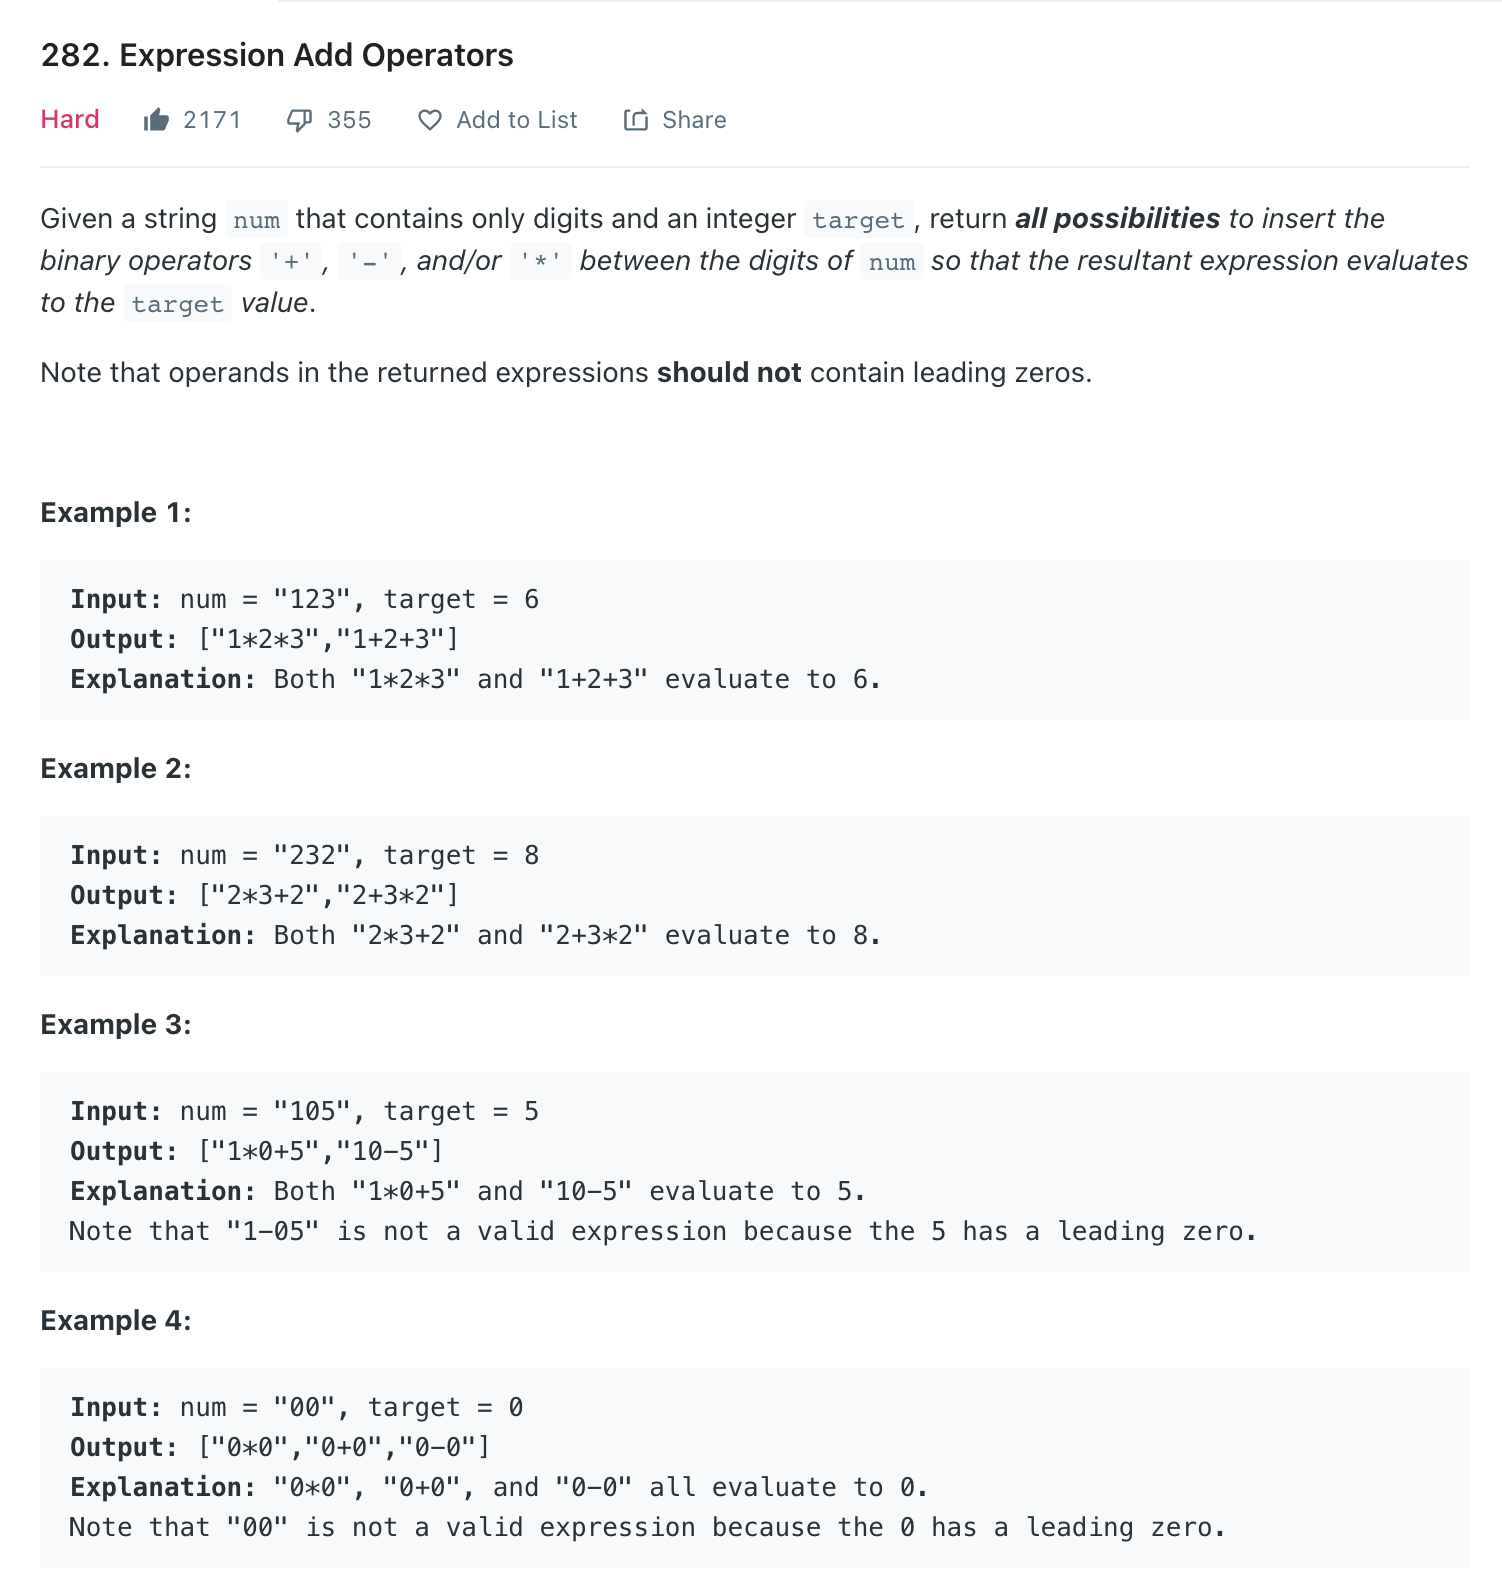 282. Expression Add Operators
Hard 2171 355 Add to List Share
Given a string num that contains only digits and an integer target, return all possibilities to insert the
binary operators '+', '-', and/or '*' between the digits of num so that the resultant expression evaluates
to the target value.
Note that operands in the returned expressions should not contain leading zeros.
Example 1:
Input: num = "123", target = 6
Output: ["1*2*3","1+2+3"]
Explanation: Both "1*2*3" and "1+2+3" evaluate to 6.
Example 2:
Input: num = "232", target = 8
Output: ["2*3+2","2+3*2"]
Explanation: Both "2*3+2" and "2+3*2" evaluate to 8.
Example 3:
Input: num = "105", target = 5
Output: ["1*0+5","10-5"]
Explanation: Both "1*0+5" and "10-5" evaluate to 5.
Note that "1-05" is not a valid expression because the 5 has a leading zero.
Example 4:
Input: num = "00", target = 0
Output: ["0*0","0+0","0-0"]
Explanation: "0*0", "0+0", and "0-0" all evaluate to 0.
Note that "00" is not a valid expression because the 0 has a leading zero.